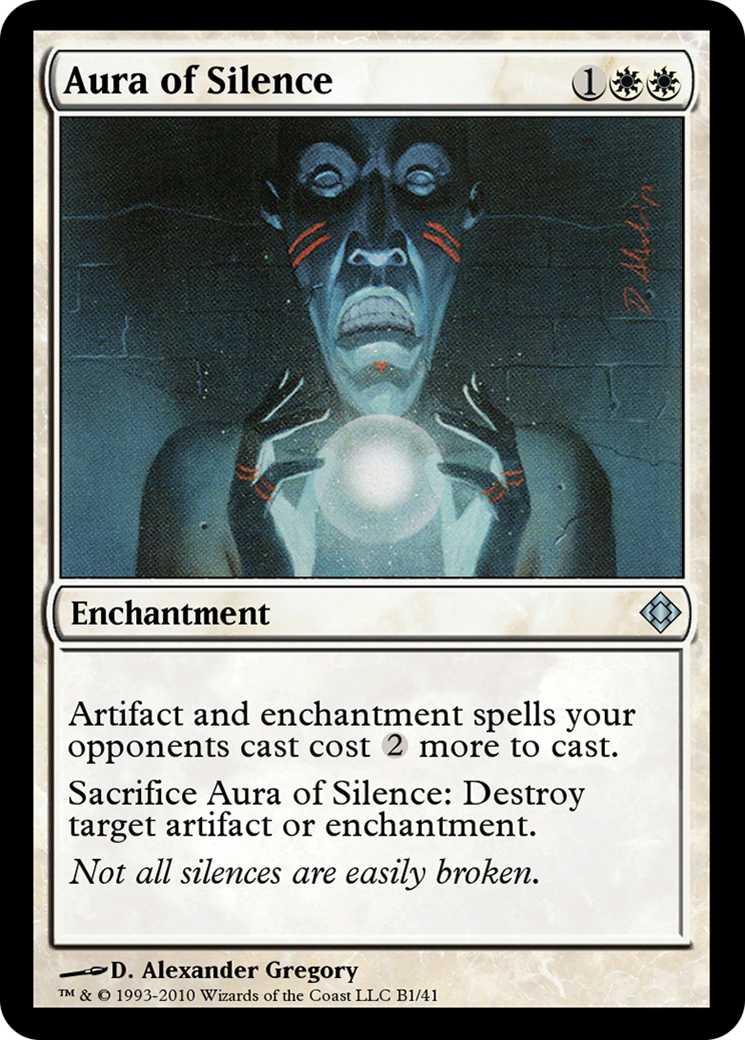 Aura of Silence 1
Enchantment
Artifact and enchantment spells your
opponents cast cost 2 more to cast.
Sacrifice Aura of Silence: Destroy
target artifact or enchantment.
Not all silences are easily broken.
D. Alexander Gregory
™ & © 1993-2010 Wizards of the Coast LLC B1/41